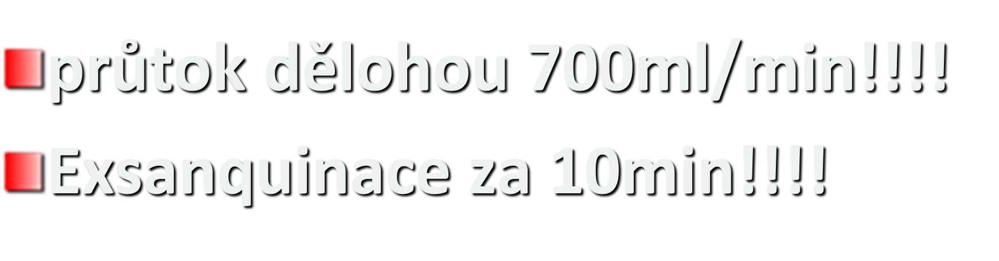 průtok dělohou 700ml/min!!!!
Exsanquinace za 10min!!!!